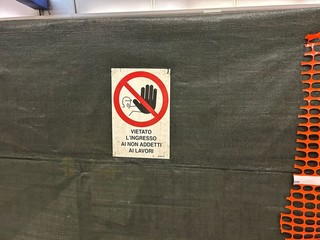 VIETATO
L'INGRESSO
AI NON ADDETTI
AI LAVORI